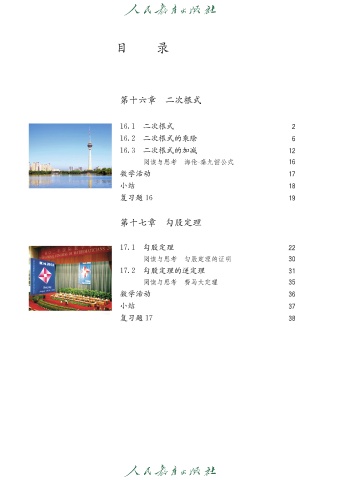 人民教育出版社
目 录
第十六章 二次根式
16.1 二次根式 2
16.2 二次根式的乘除 6
16.3 二次根式的加减 12
阅读与思考 海伦-秦九韶公式 16
数学活动 17
小结 18
复习题 16 19
第十七章 勾股定理
17.1 勾股定理 22
阅读与思考 勾股定理的证明 30
17.2 勾股定理的逆定理 31
阅读与思考 费马大定理 35
数学活动 36
小结 37
复习题 17 38
人民教育出版社